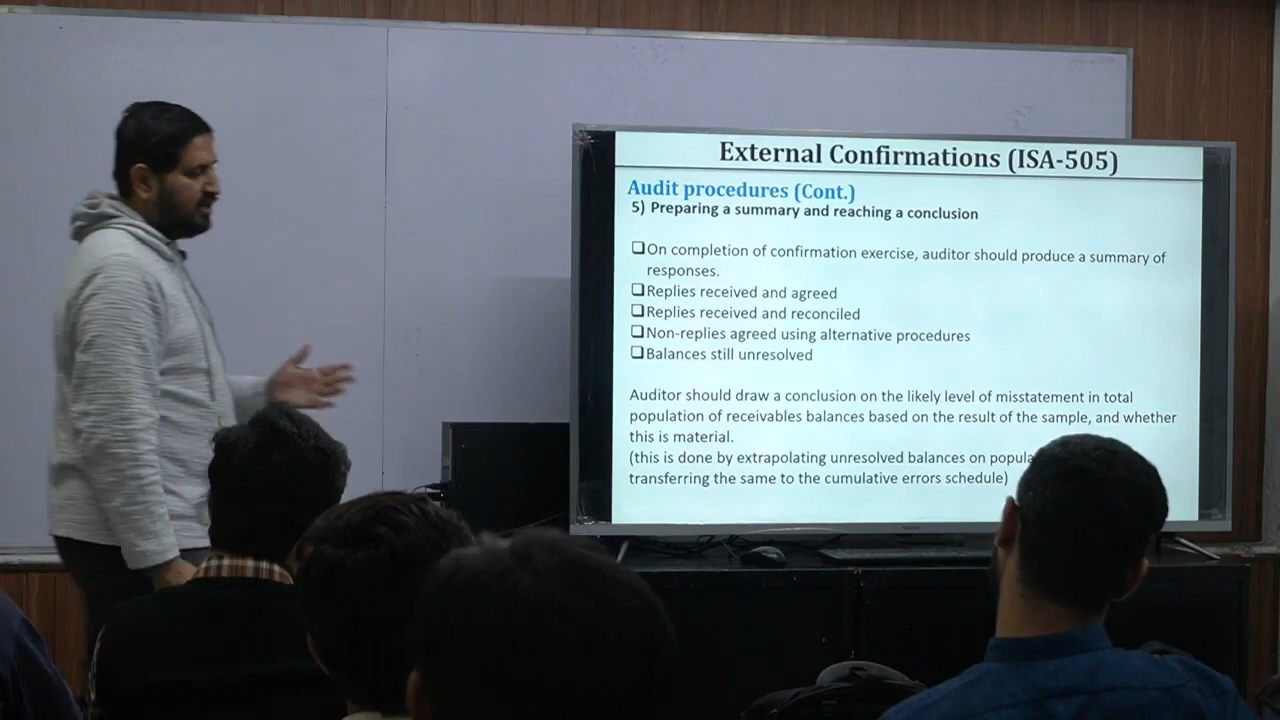 External Confirmations (ISA-505)
Audit procedures (Cont.)
5) Preparing a summary and reaching a conclusion
❑On completion of confirmation exercise, auditor should produce a summary of
responses.
❑Replies received and agreed
❑Replies received and reconciled
❑Non-replies agreed using alternative procedures
❑Balances still unresolved
Auditor should draw a conclusion on the likely level of misstatement in total
population of receivables balances based on the result of the sample, and whether
this is material.
(this is done by extrapolating unresolved balances on
transferring the same to the cumulative errors schedule)